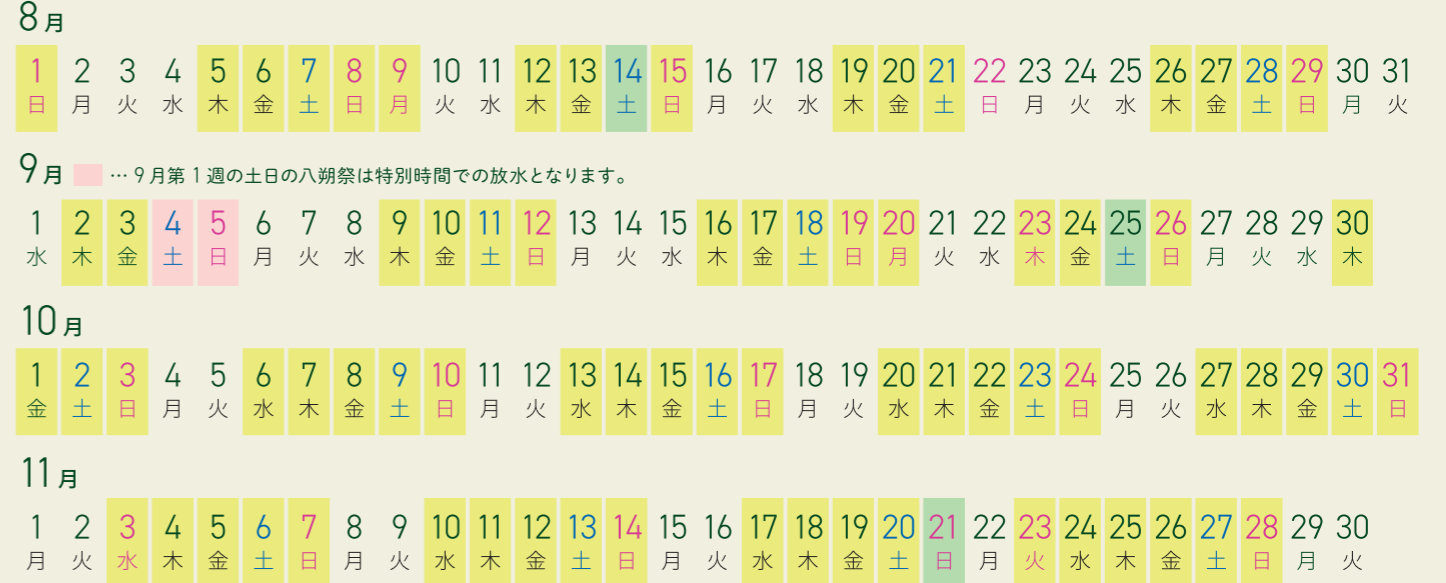 8月
1 2 3 4 5 6 7 8 9 10 11 12 13 14 15 16 17 18 19 20 21 22 23 24 25 26 27 28 29 30 31
日 月 火 水 木 金 土 日 月 火 水 木 金 土 日 月 火 水 木 金 土 日 月 火 水 木 金 土 日 月 火
9月 … 9月第1週の土日の八朔祭は特別時間での放水となります。
1 2 3 4 5 6 7 8 9 10 11 12 13 14 15 16 17 18 19 20 21 22 23 24 25 26 27 28 29 30
水 木 金 土 日 月 火 水 木 金 土 日 月 火 水 木 金 土 日 月 火 水 木 金 土 日 月 火 水 木
10月
1 2 3 4 5 6 7 8 9 10 11 12 13 14 15 16 17 18 19 20 21 22 23 24 25 26 27 28 29 30 31
金 土 日 月 火 水 木 金 土 日 月 火 水 木 金 土 日 月 火 水 木 金 土 日 月 火 水 木 金 土 日
11月
1 2 3 4 5 6 7 8 9 10 11 12 13 14 15 16 17 18 19 20 21 22 23 24 25 26 27 28 29 30
月 火 水 木 金 土 日 月 火 水 木 金 土 日 月 火 水 木 金 土 日 月 火 水 木 金 土 日 月 火